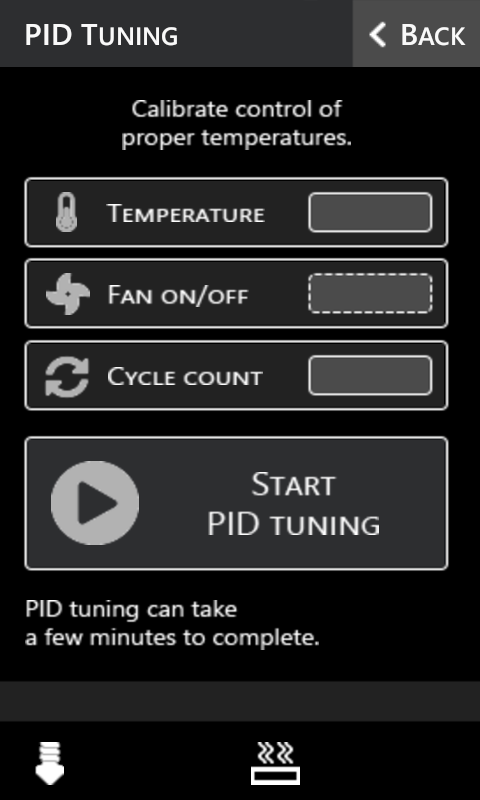 PID Tuning
Back
Calibrate control of
proper temperatures.
Temperature
Fan on/off
Cycle count
Start
PID tuning
PID tuning can take
a few minutes to complete.